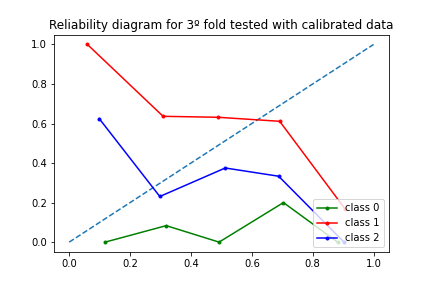 Reliability diagram for 3º fold tested with calibrated data
1.0
0.8
0.6
0.4
0.2
0.0
class 0
class 1
class 2
0.0 0.2 0.4 0.6 0.8 1.0